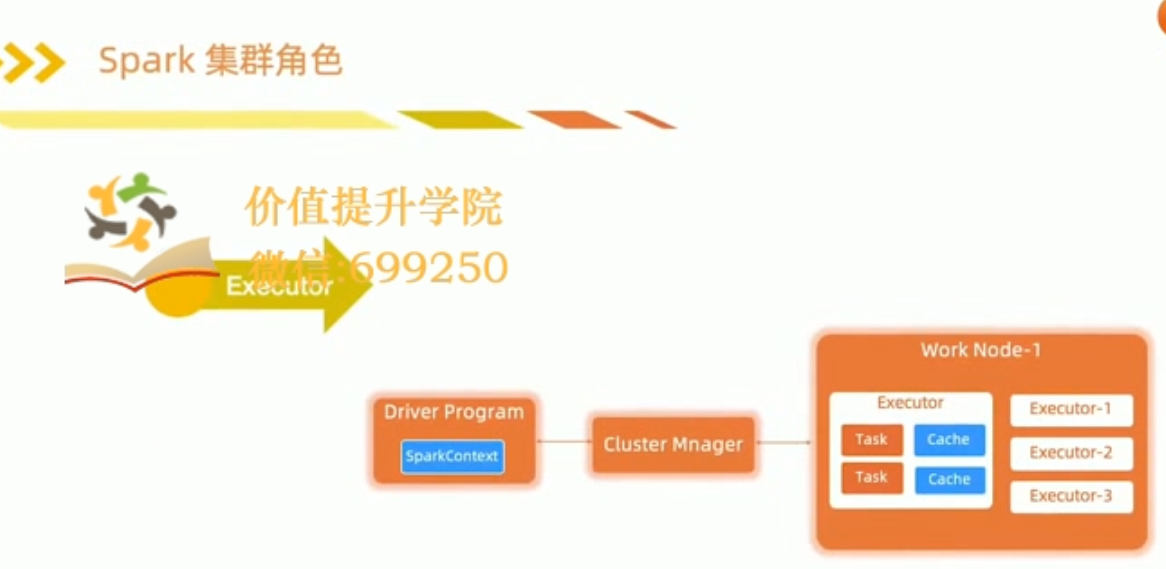 Spark 集群角色
价值提升学院
微信:699250
Executor
Driver Program
SparkContext
Cluster Mnager
Work Node-1
Executor
Task
Cache
Task
Cache
Executor-1
Executor-2
Executor-3